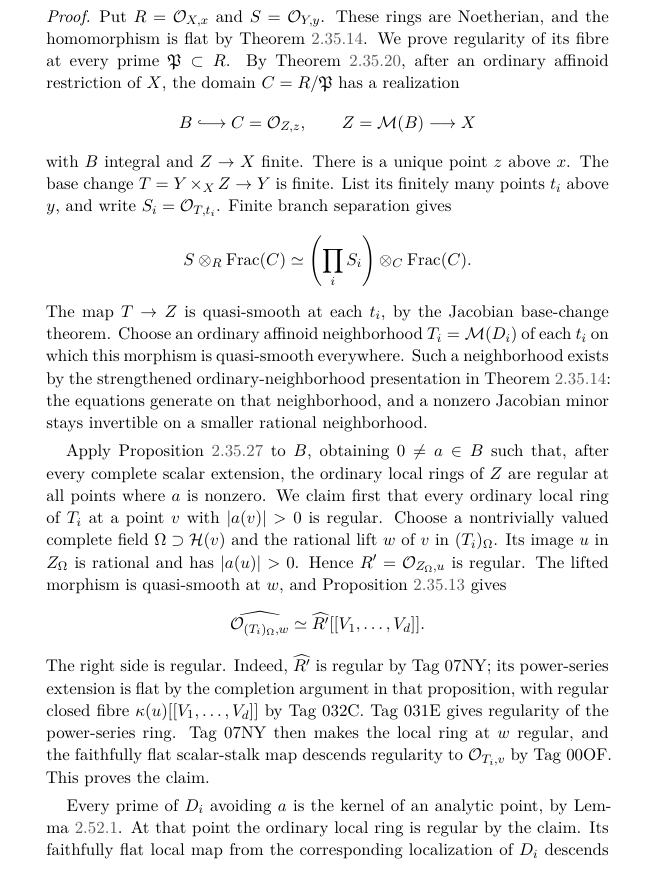 Proof. Put R = 𝒪_{X,x} and S = 𝒪_{Y,y}. These rings are Noetherian, and the
homomorphism is flat by Theorem 2.35.14. We prove regularity of its fibre
at every prime 𝔓 ⊂ R. By Theorem 2.35.20, after an ordinary affinoid
restriction of X, the domain C = R/𝔓 has a realization
B ↪ C = 𝒪_{Z,z}, Z = ℳ(B) ⟶ X
with B integral and Z → X finite. There is a unique point z above x. The
base change T = Y ×_X Z → Y is finite. List its finitely many points t_i above
y, and write S_i = 𝒪_{T,t_i}. Finite branch separation gives
S ⊗_R Frac(C) ≃ (∏_i S_i) ⊗_C Frac(C).
The map T → Z is quasi-smooth at each t_i, by the Jacobian base-change
theorem. Choose an ordinary affinoid neighborhood T_i = ℳ(D_i) of each t_i on
which this morphism is quasi-smooth everywhere. Such a neighborhood exists
by the strengthened ordinary-neighborhood presentation in Theorem 2.35.14:
the equations generate on that neighborhood, and a nonzero Jacobian minor
stays invertible on a smaller rational neighborhood.
Apply Proposition 2.35.27 to B, obtaining 0 ≠ a ∈ B such that, after
every complete scalar extension, the ordinary local rings of Z are regular at
all points where a is nonzero. We claim first that every ordinary local ring
of T_i at a point v with |a(v)| > 0 is regular. Choose a nontrivially valued
complete field Ω ⊃ ℋ(v) and the rational lift w of v in (T_i)_Ω. Its image u in
Z_Ω is rational and has |a(u)| > 0. Hence R′ = 𝒪_{Z_Ω,u} is regular. The lifted
morphism is quasi-smooth at w, and Proposition 2.35.13 gives
\widehat{𝒪_{(T_i)_Ω,w}} ≃ \widehat{R′}[[V_1, . . . , V_d]].
The right side is regular. Indeed, \widehat{R′} is regular by Tag 07NY; its power-series
extension is flat by the completion argument in that proposition, with regular
closed fibre κ(u)[[V_1, . . . , V_d]] by Tag 032C. Tag 031E gives regularity of the
power-series ring. Tag 07NY then makes the local ring at w regular, and
the faithfully flat scalar-stalk map descends regularity to 𝒪_{T_i,v} by Tag 00OF.
This proves the claim.
Every prime of D_i avoiding a is the kernel of an analytic point, by Lem-
ma 2.52.1. At that point the ordinary local ring is regular by the claim. Its
faithfully flat local map from the corresponding localization of D_i descends